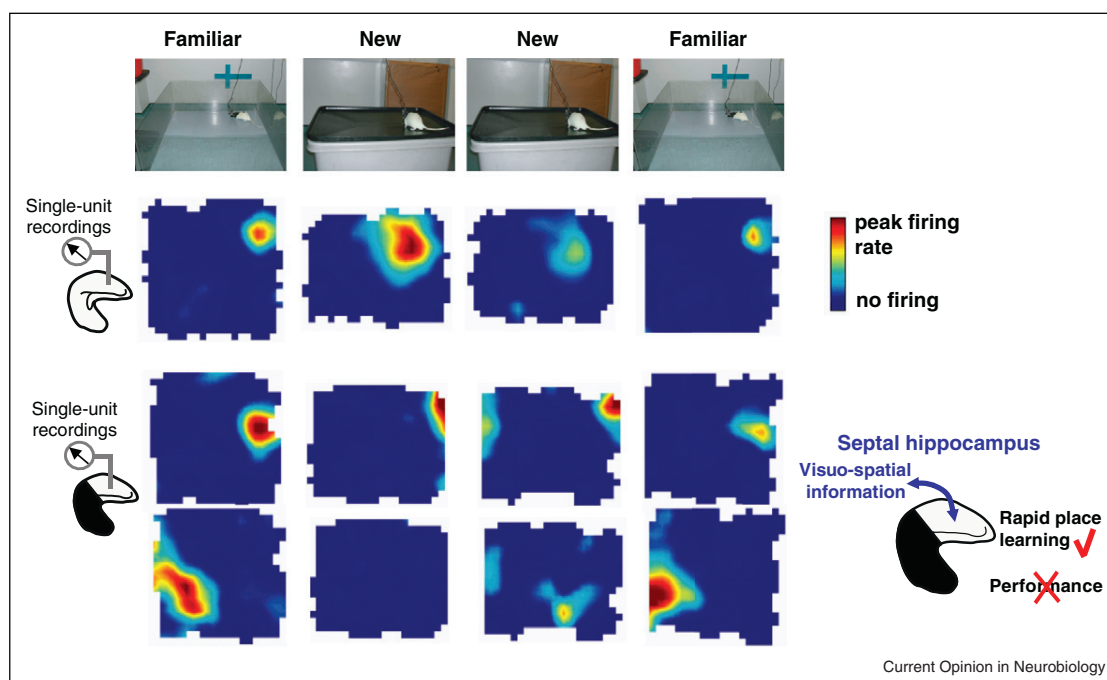 Familiar
New
New
Familiar
Single-unit
recordings
peak firing
rate
no firing
Single-unit
recordings
Septal hippocampus
Visuo-spatial
information
Rapid place
learning
Performance
Current Opinion in Neurobiology